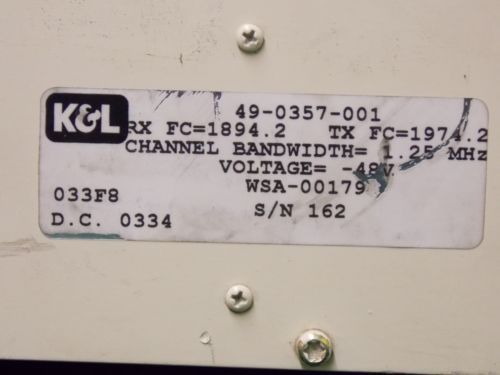 K&L
49-0357-001
RX FC=1894.2 TX FC=1974.2
CHANNEL BANDWIDTH= 1.25 MHz
VOLTAGE= -48V
WSA-00179
033F8
S/N 162
D.C. 0334